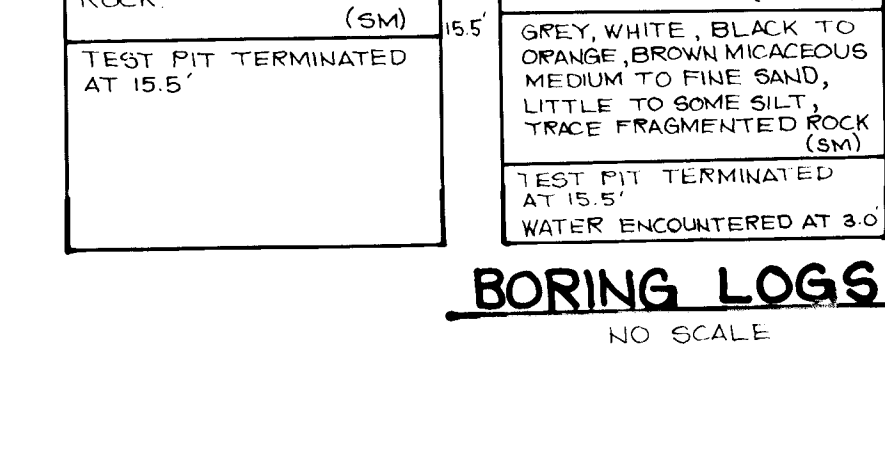 ROCK.
(SM)
TEST PIT TERMINATED
AT 15.5'
15.5'
GREY, WHITE, BLACK TO
ORANGE, BROWN MICACEOUS
MEDIUM TO FINE SAND,
LITTLE TO SOME SILT,
TRACE FRAGMENTED ROCK
(SM)
TEST PIT TERMINATED
AT 15.5'
WATER ENCOUNTERED AT 3.0'
BORING LOGS
NO SCALE